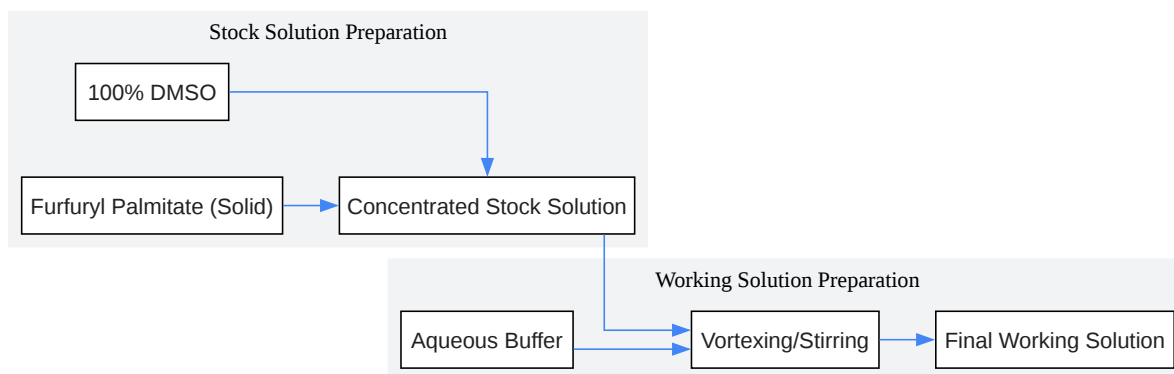 Stock Solution Preparation
100% DMSO
Furfuryl Palmitate (Solid)
Concentrated Stock Solution
Working Solution Preparation
Aqueous Buffer
Vortexing/Stirring
Final Working Solution